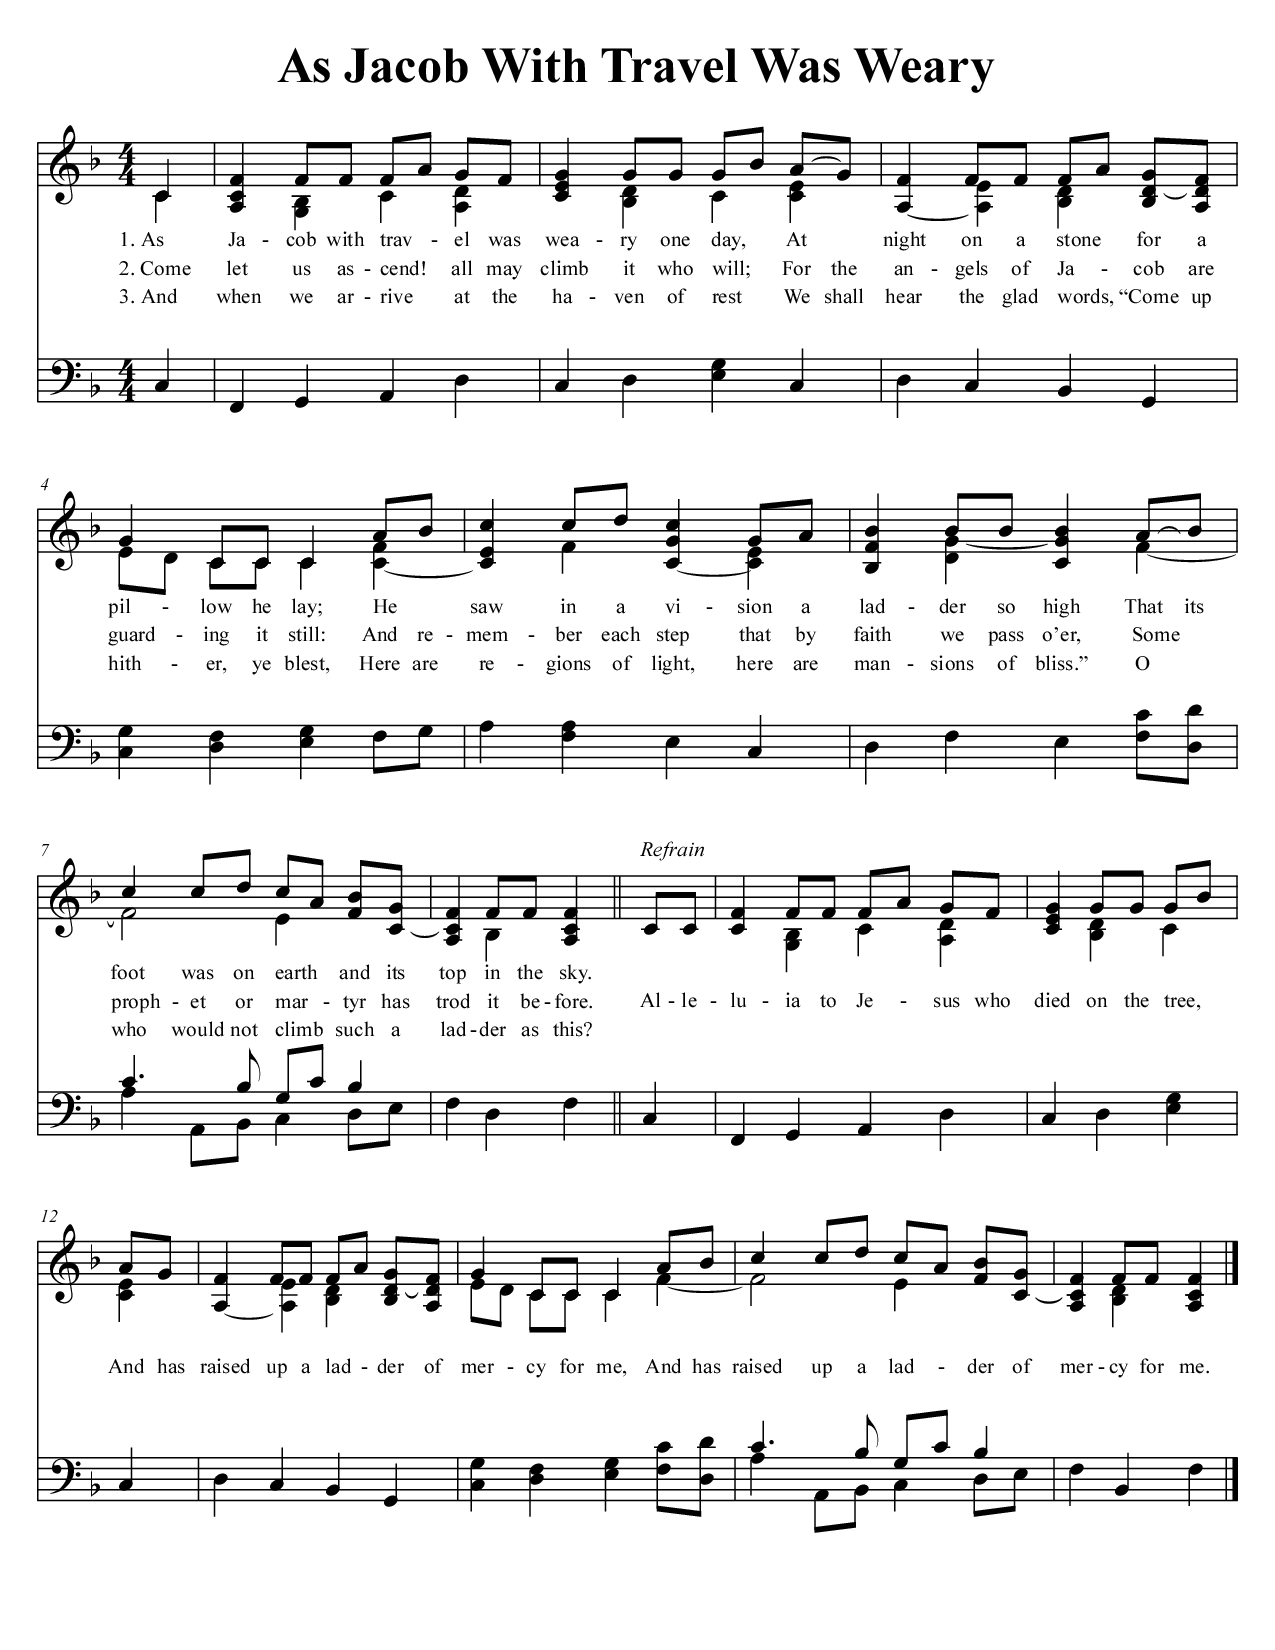 As Jacob With Travel Was Weary
4 4
1. As Ja - cob with trav - el was wea - ry one day, At night on a stone for a
2. Come let us as - cend! all may climb it who will; For the an - gels of Ja - cob are
3. And when we ar - rive at the ha - ven of rest We shall hear the glad words, “Come up
4 4
4
pil - low he lay; He saw in a vi - sion a lad - der so high That its
guard - ing it still: And re - mem - ber each step that by faith we pass o’er, Some
hith - er, ye blest, Here are re - gions of light, here are man - sions of bliss.” O
7
Refrain
foot was on earth and its top in the sky.
proph - et or mar - tyr has trod it be - fore. Al - le - lu - ia to Je - sus who died on the tree,
who would not climb such a lad - der as this?
12
And has raised up a lad - der of mer - cy for me, And has raised up a lad - der of mer - cy for me.